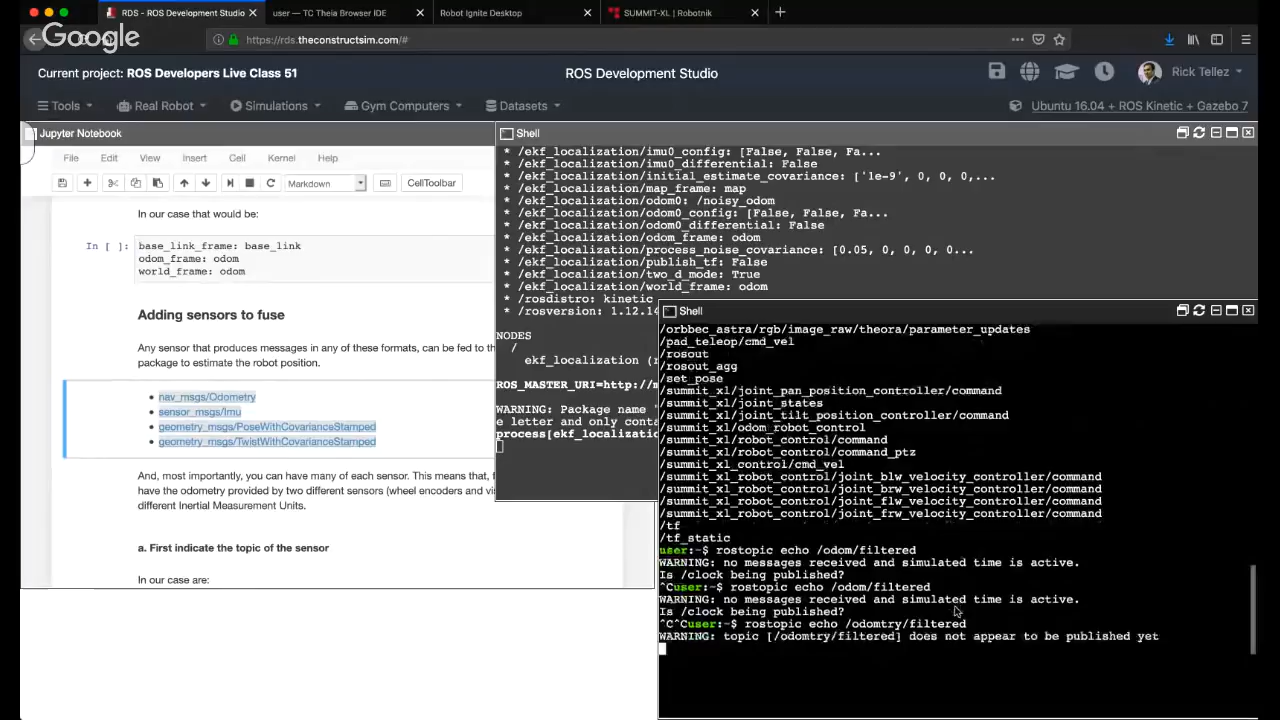 RDS - ROS Development Studio
user — TC Theia Browser IDE
Robot Ignite Desktop
SUMMIT-XL | Robotnik
Google
https://rds.theconstructsim.com/#
Current project: ROS Developers Live Class 51
ROS Development Studio
Rick Tellez
Tools
Real Robot
Simulations
Gym Computers
Datasets
Ubuntu 16.04 + ROS Kinetic + Gazebo 7
Jupyter Notebook
File Edit View Insert Cell Kernel Help
Markdown
CellToolbar
In our case that would be:
In [ ]:
base_link_frame: base_link
odom_frame: odom
world_frame: odom
Adding sensors to fuse
Any sensor that produces messages in any of these formats, can be fed to the
package to estimate the robot position.
• nav_msgs/Odometry
• sensor_msgs/Imu
• geometry_msgs/PoseWithCovarianceStamped
• geometry_msgs/TwistWithCovarianceStamped
And, most importantly, you can have many of each sensor. This means that, f
have the odometry provided by two different sensors (wheel encoders and vi
different Inertial Measurement Units.
a. First indicate the topic of the sensor
In our case are:
Shell
* /ekf_localization/imu0_config: [False, False, Fa...
* /ekf_localization/imu0_differential: False
* /ekf_localization/initial_estimate_covariance: ['1e-9', 0, 0, 0,...
* /ekf_localization/map_frame: map
* /ekf_localization/odom0: /noisy_odom
* /ekf_localization/odom0_config: [False, False, Fa...
* /ekf_localization/odom0_differential: False
* /ekf_localization/odom_frame: odom
* /ekf_localization/process_noise_covariance: [0.05, 0, 0, 0, 0...
* /ekf_localization/publish_tf: False
* /ekf_localization/two_d_mode: True
* /ekf_localization/world_frame: odom
* /rosdistro: kinetic
* /rosversion: 1.12.14
NODES
/
ekf_localization (r
ROS_MASTER_URI=http://m
WARNING: Package name "
e letter and only conta
process[ekf_localizatio
Shell
/orbbec_astra/rgb/image_raw/theora/parameter_updates
/pad_teleop/cmd_vel
/rosout
/rosout_agg
/set_pose
/summit_xl/joint_pan_position_controller/command
/summit_xl/joint_states
/summit_xl/joint_tilt_position_controller/command
/summit_xl/odom_robot_control
/summit_xl/robot_control/command
/summit_xl/robot_control/command_ptz
/summit_xl_control/cmd_vel
/summit_xl_robot_control/joint_blw_velocity_controller/command
/summit_xl_robot_control/joint_brw_velocity_controller/command
/summit_xl_robot_control/joint_flw_velocity_controller/command
/summit_xl_robot_control/joint_frw_velocity_controller/command
/tf
/tf_static
user:~$ rostopic echo /odom/filtered
WARNING: no messages received and simulated time is active.
Is /clock being published?
^Cuser:~$ rostopic echo /odom/filtered
WARNING: no messages received and simulated time is active.
Is /clock being published?
^C^Cuser:~$ rostopic echo /odomtry/filtered
WARNING: topic [/odomtry/filtered] does not appear to be published yet